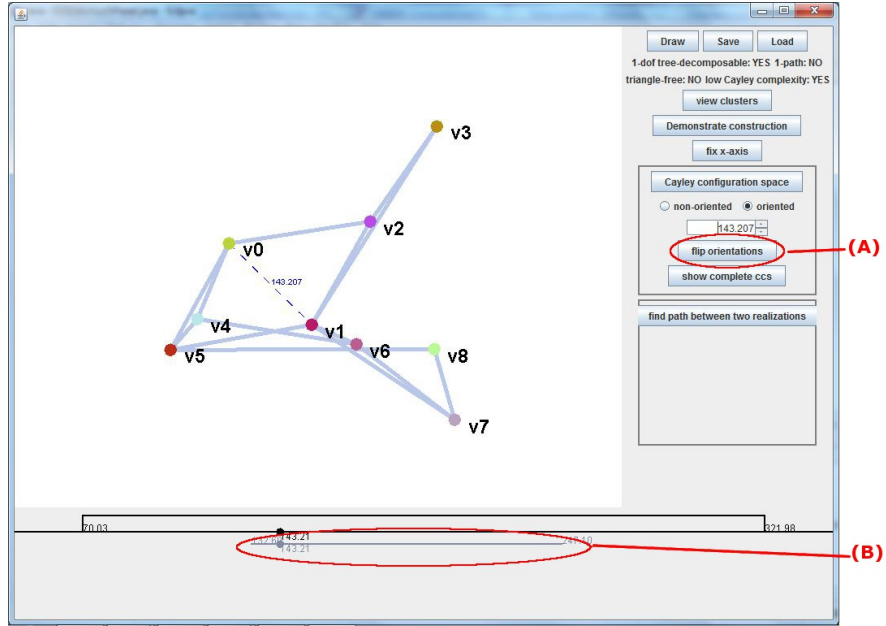 Draw Save Load
1-dof tree-decomposable: YES 1-path: NO
triangle-free: NO low Cayley complexity: YES
view clusters
Demonstrate construction
fix x-axis
Cayley configuration space
non-oriented oriented
143.207
flip orientations
(A)
show complete ccs
find path between two realizations
v3
v2
v0
143.207
v4
v1
v5
v6
v8
v7
70.03
321.98
143.21
143.21
(B)